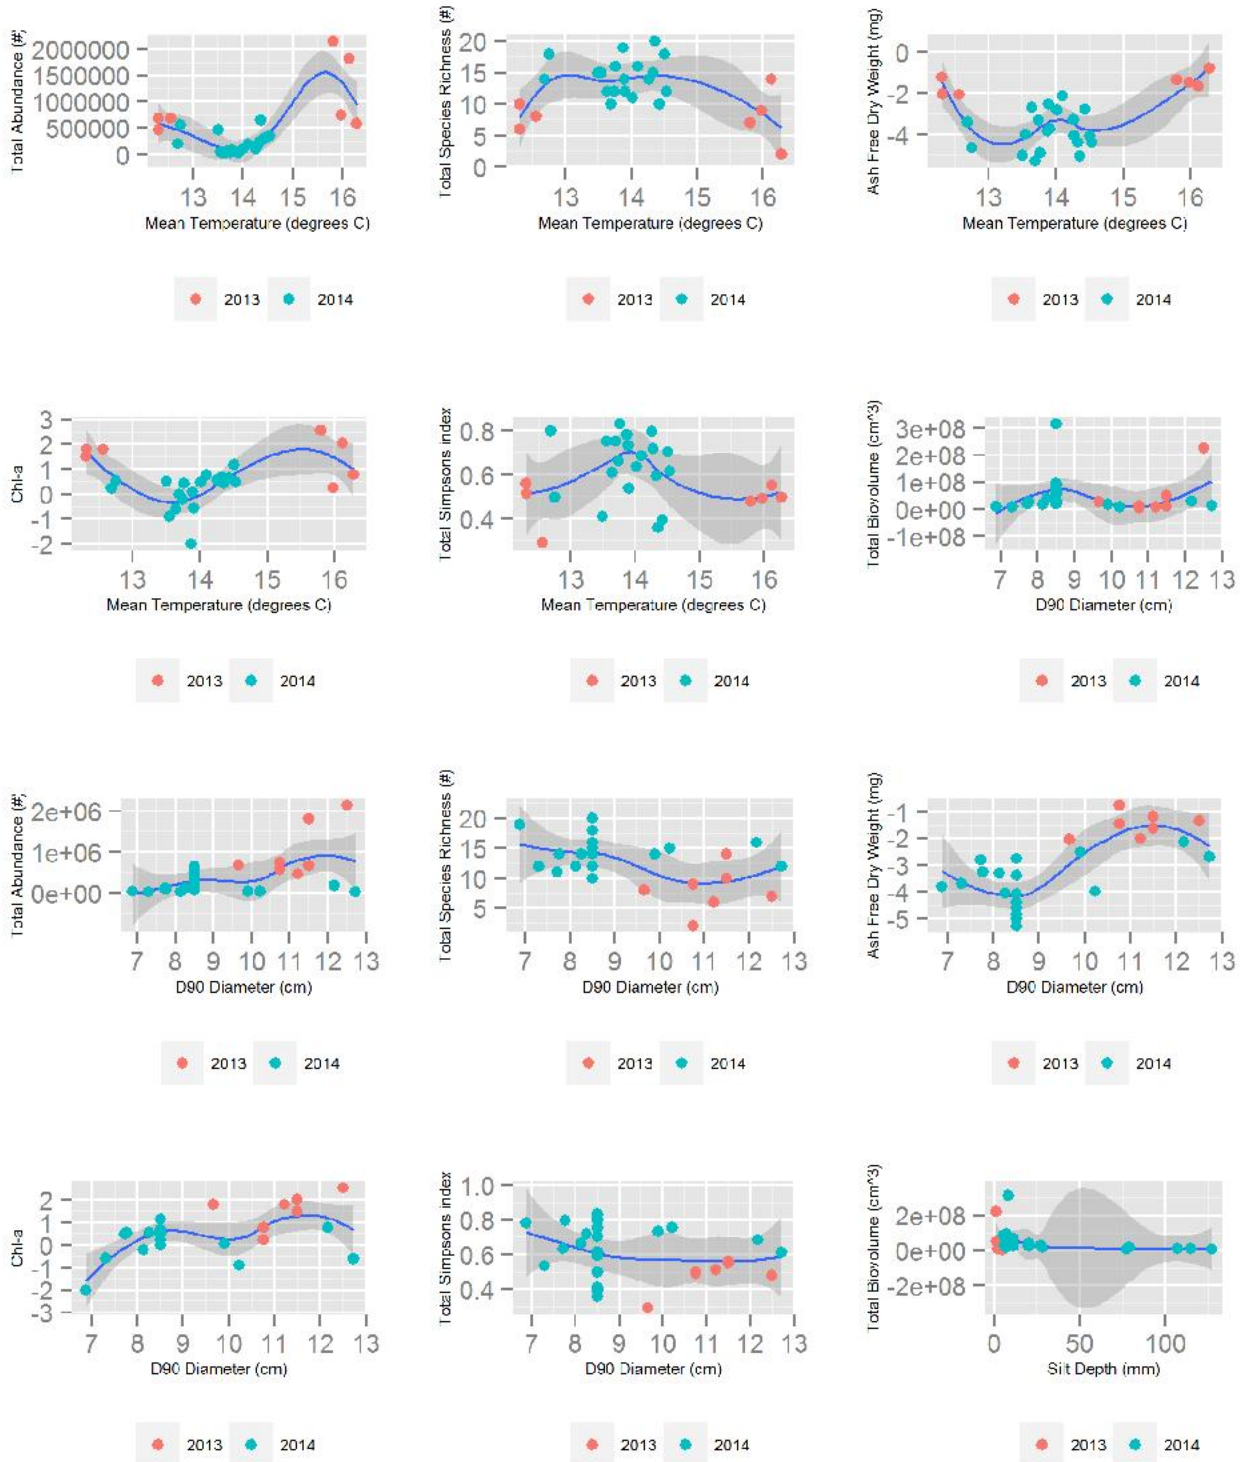 Total Abundance (#)
2000000
1500000
1000000
500000
0
13 14 15 16
Mean Temperature (degrees C)
2013 2014
Total Species Richness (#)
20
15
10
5
0
13 14 15 16
Mean Temperature (degrees C)
2013 2014
Ash Free Dry Weight (mg)
0
-2
-4
13 14 15 16
Mean Temperature (degrees C)
2013 2014
Chl-a
3
2
1
0
-1
-2
13 14 15 16
Mean Temperature (degrees C)
2013 2014
Total Simpsons index
0.8
0.6
0.4
13 14 15 16
Mean Temperature (degrees C)
2013 2014
Total Biovolume (cm^3)
3e+08
2e+08
1e+08
0e+00
-1e+08
7 8 9 10 11 12 13
D90 Diameter (cm)
2013 2014
Total Abundance (#)
2e+06
1e+06
0e+00
7 8 9 10 11 12 13
D90 Diameter (cm)
2013 2014
Total Species Richness (#)
20
15
10
5
7 8 9 10 11 12 13
D90 Diameter (cm)
2013 2014
Ash Free Dry Weight (mg)
-1
-2
-3
-4
-5
7 8 9 10 11 12 13
D90 Diameter (cm)
2013 2014
Chl-a
2
1
0
-1
-2
-3
7 8 9 10 11 12 13
D90 Diameter (cm)
2013 2014
Total Simpsons index
1.0
0.8
0.6
0.4
7 8 9 10 11 12 13
D90 Diameter (cm)
2013 2014
Total Biovolume (cm^3)
2e+08
0e+00
-2e+08
0 50 100
Silt Depth (mm)
2013 2014